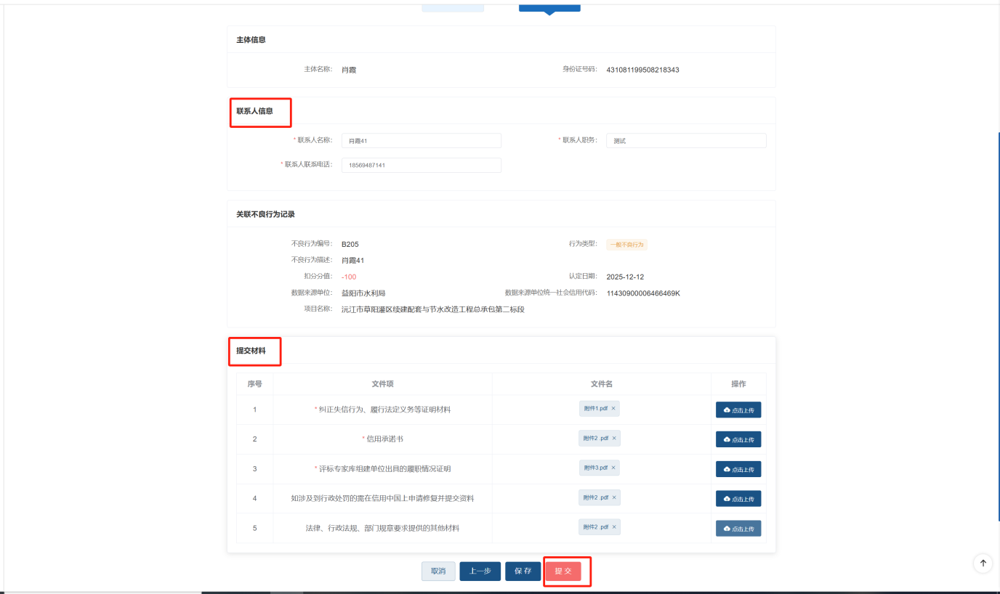 主体信息
主体名称: 肖霞 身份证号码: 431081199508218343
联系人信息
* 联系人名称: 肖霞41 * 联系人职务: 测试
* 联系人联系电话: 18569487141
关联不良行为记录
不良行为编号: B205 行为类型: 一般不良行为
不良行为描述: 肖霞41
扣分分值: -100 认定日期: 2025-12-12
数据来源单位: 益阳市水利局 数据来源单位统一社会信用代码: 11430900006466469K
项目名称: 沅江市草阳灌区续建配套与节水改造工程总承包第二标段
提交材料
序号 文件项 文件名 操作
1 * 纠正失信行为、履行法定义务等证明材料 附件1.pdf × 点击上传
2 * 信用承诺书 附件2 .pdf × 点击上传
3 * 评标专家库组建单位出具的履职情况证明 附件3.pdf × 点击上传
4 如涉及到行政处罚的需在信用中国上申请修复并提交资料 附件2 .pdf × 点击上传
5 法律、行政法规、部门规章要求提供的其他材料 附件2 .pdf × 点击上传
取消 上一步 保存 提交